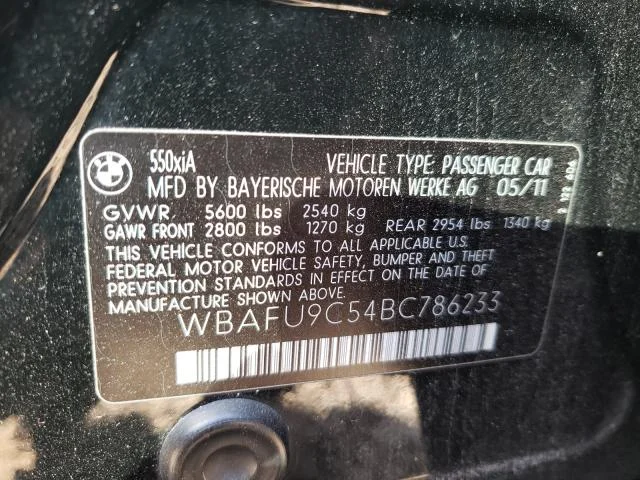 550xiA VEHICLE TYPE: PASSENGER CAR
MFD BY BAYERISCHE MOTOREN WERKE AG 05/11
GVWR 5600 lbs 2540 kg
GAWR FRONT 2800 lbs 1270 kg REAR 2954 lbs 1340 kg
THIS VEHICLE CONFORMS TO ALL APPLICABLE U.S.
FEDERAL MOTOR VEHICLE SAFETY, BUMPER AND THEFT
PREVENTION STANDARDS IN EFFECT ON THE DATE OF
MANUFACTURE SHOWN ABOVE.
WBAFU9C54BC786233